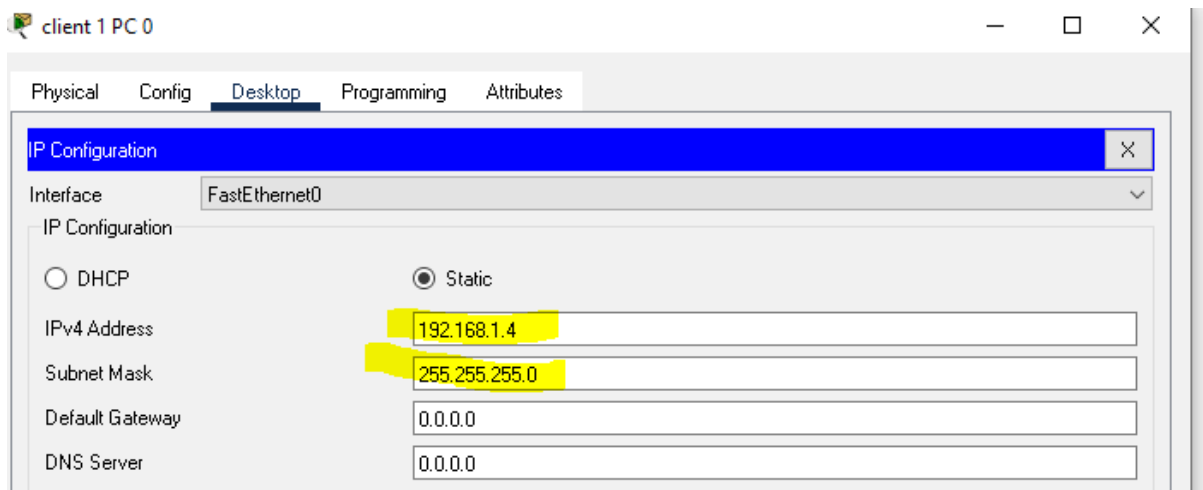 client 1 PC 0
Physical Config Desktop Programming Attributes
IP Configuration X
Interface FastEthernet0
IP Configuration
DHCP Static
IPv4 Address 192.168.1.4
Subnet Mask 255.255.255.0
Default Gateway 0.0.0.0
DNS Server 0.0.0.0